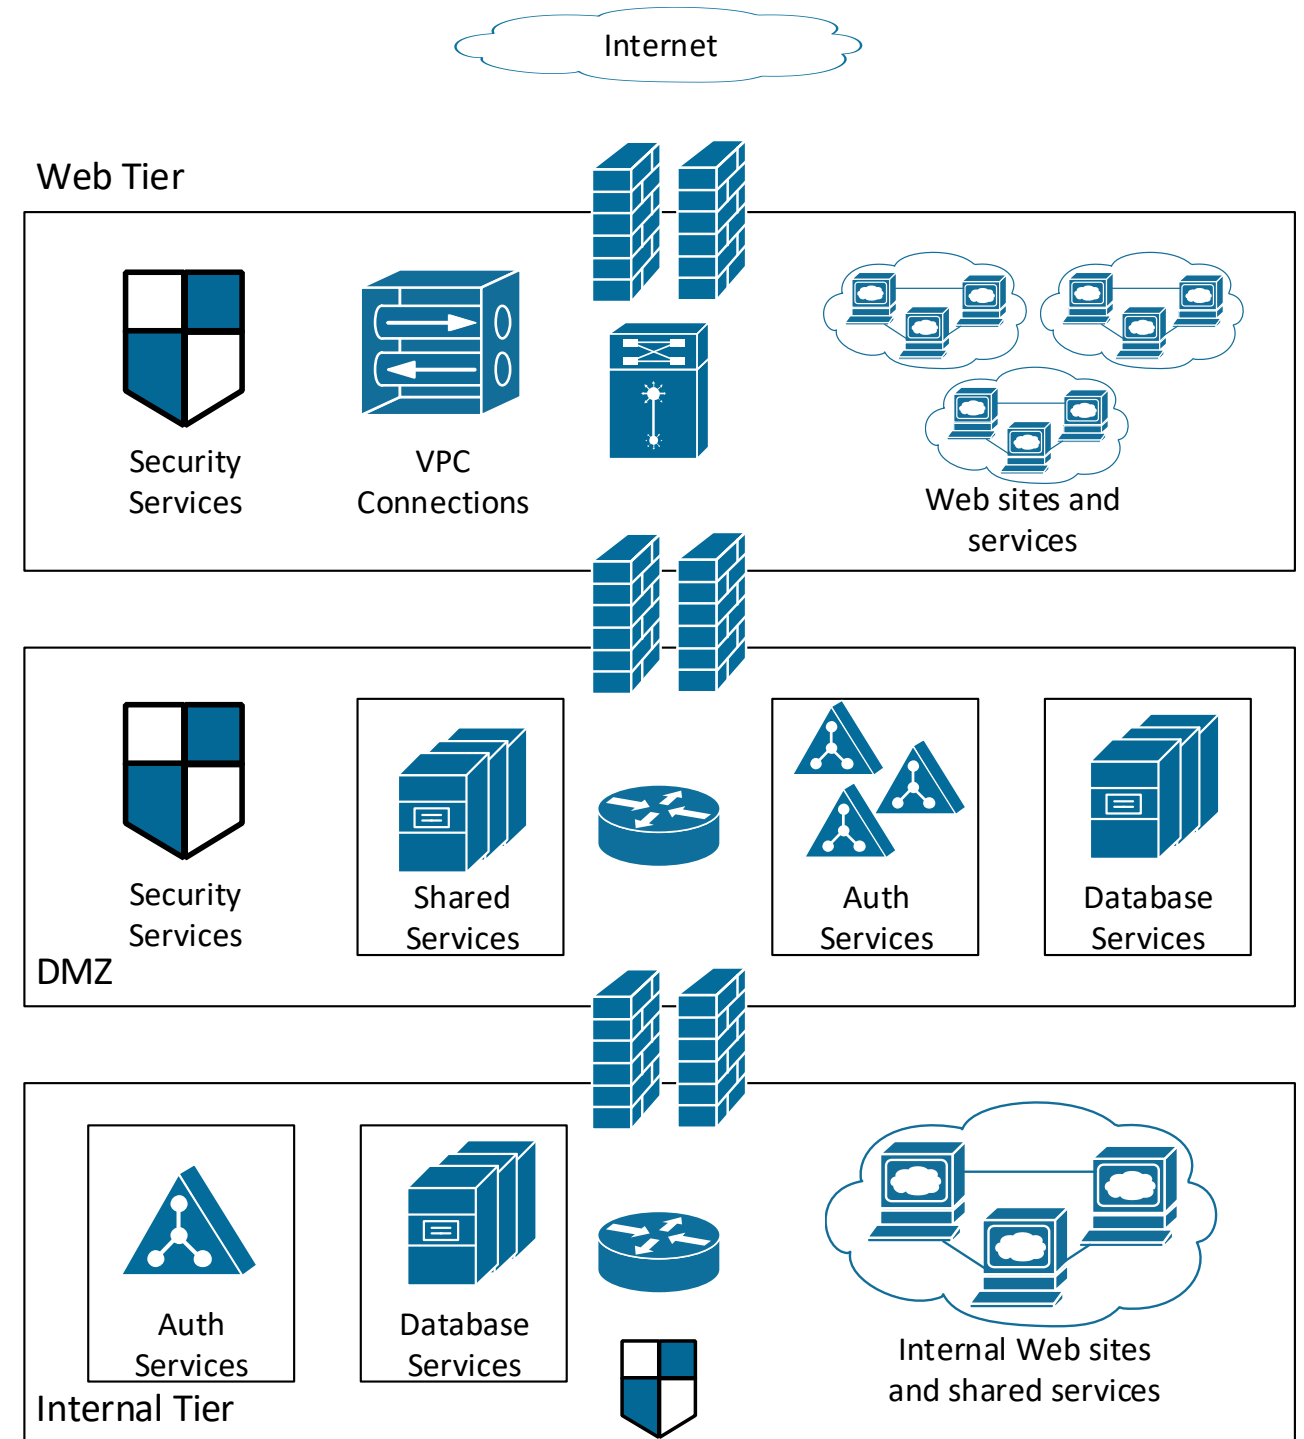 Internet
Web Tier
Security
Services
VPC
Connections
Web sites and
services
Security
Services
Shared
Services
Auth
Services
Database
Services
DMZ
Auth
Services
Database
Services
Internal Web sites
and shared services
Internal Tier